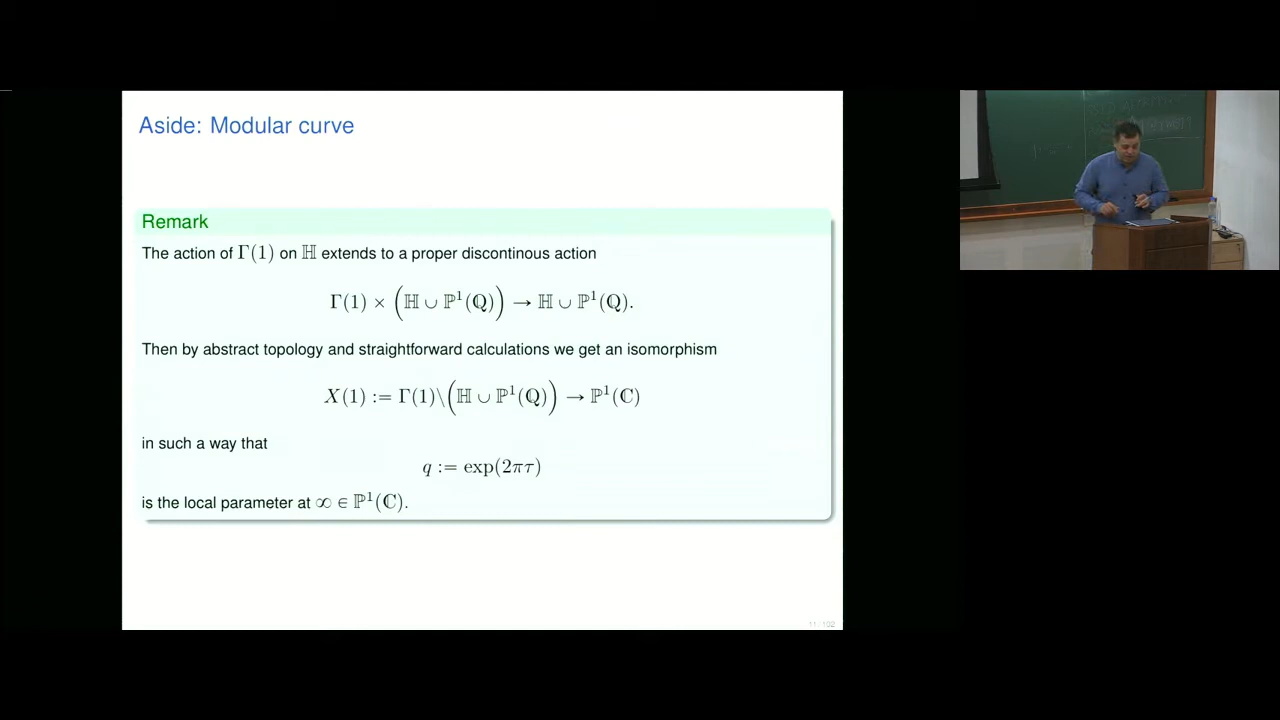 Aside: Modular curve
Remark
The action of Γ(1) on ℍ extends to a proper discontinous action
Γ(1) × (ℍ ∪ ℙ¹(ℚ)) → ℍ ∪ ℙ¹(ℚ).
Then by abstract topology and straightforward calculations we get an isomorphism
X(1) := Γ(1)\(ℍ ∪ ℙ¹(ℚ)) → ℙ¹(ℂ)
in such a way that
q := exp(2πτ)
is the local parameter at ∞ ∈ ℙ¹(ℂ).
11 / 102